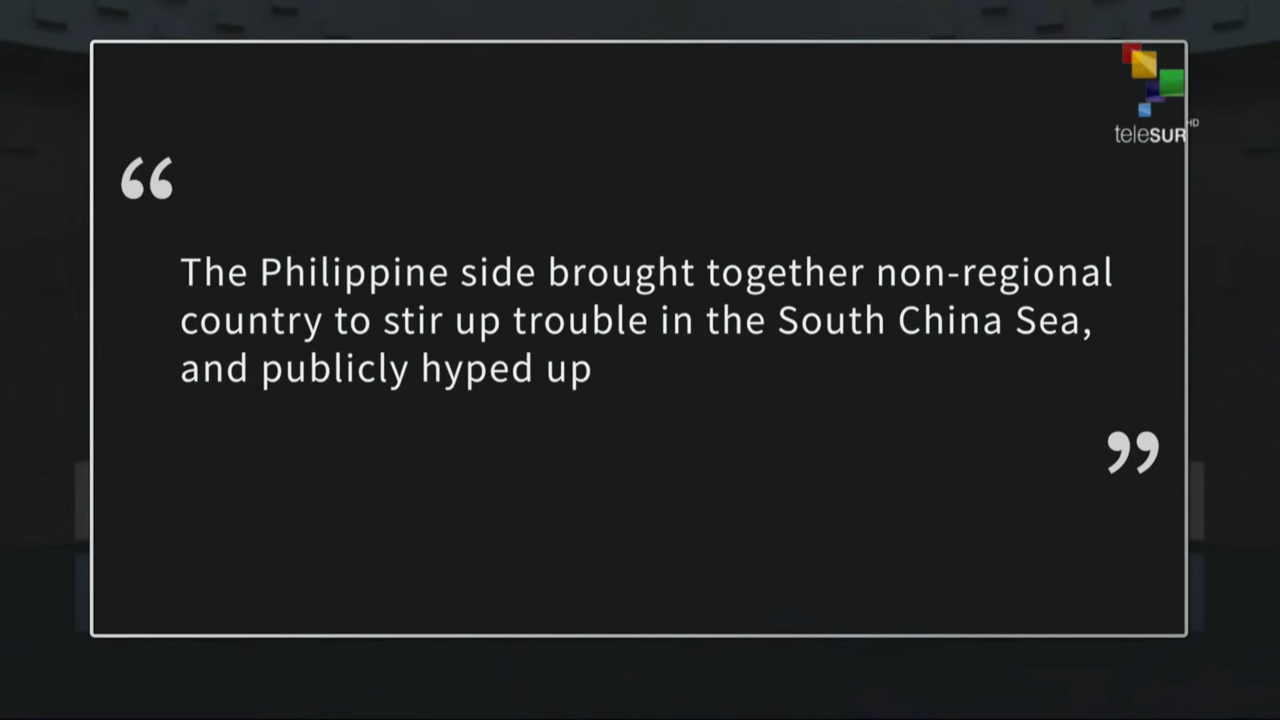 teleSUR HD
“
The Philippine side brought together non-regional
country to stir up trouble in the South China Sea,
and publicly hyped up
”